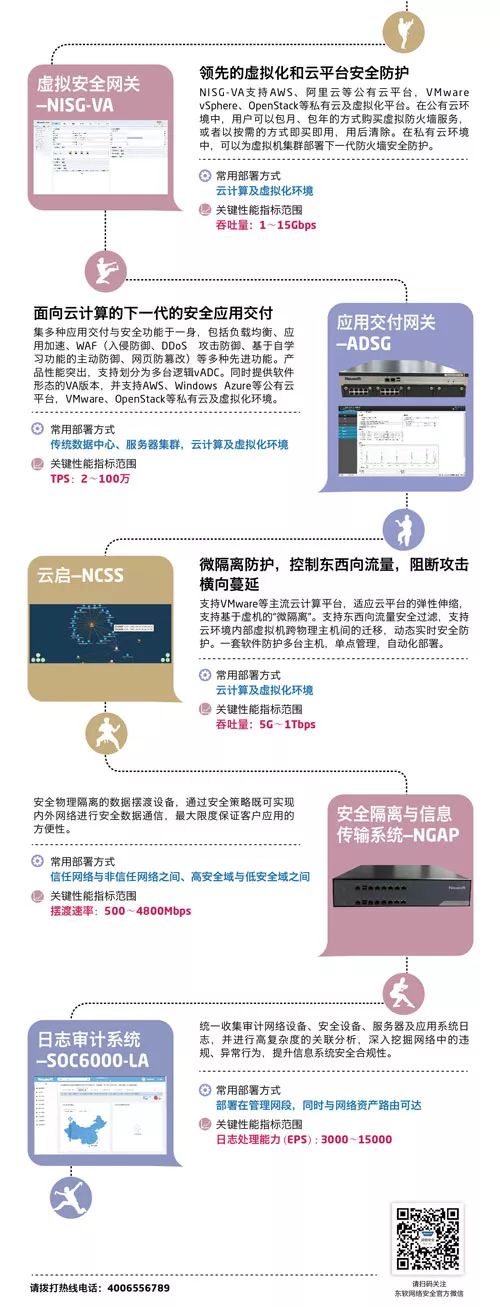 虚拟安全网关
—NISG-VA
领先的虚拟化和云平台安全防护
NISG-VA支持AWS、阿里云等公有云平台，VMware
vSphere、OpenStack等私有云及虚拟化平台。在公有云环
境中，用户可以包月、包年的方式购买虚拟防火墙服务，
或者以按需的方式即买即用，用后清除。在私有云环境
中，可以为虚拟机集群部署下一代防火墙安全防护。
常用部署方式
云计算及虚拟化环境
关键性能指标范围
吞吐量：1～15Gbps
面向云计算的下一代的安全应用交付
集多种应用交付与安全功能于一身，包括负载均衡、应
用加速、WAF（入侵防御、DDoS 攻击防御、基于自学
习功能的主动防御、网页防篡改）等多种先进功能。产
品性能突出，支持划分为多台逻辑vADC。同时提供软件
形态的VA版本，并支持AWS、Windows Azure等公有云
平台，VMware、OpenStack等私有云及虚拟化环境。
常用部署方式
传统数据中心、服务器集群，云计算及虚拟化环境
关键性能指标范围
TPS：2～100万
应用交付网关
—ADSG
Neusoft
云启—NCSS
微隔离防护，控制东西向流量，阻断攻击
横向蔓延
支持VMware等主流云计算平台，适应云平台的弹性伸缩，
支持基于虚机的“微隔离”。支持东西向流量安全过滤，支持
云环境内部虚拟机跨物理主机间的迁移，动态实时安全防
护。一套软件防护多台主机，单点管理，自动化部署。
常用部署方式
云计算及虚拟化环境
关键性能指标范围
吞吐量：5G～1Tbps
安全物理隔离的数据摆渡设备，通过安全策略既可实现
内外网络进行安全数据通信，最大限度保证客户应用的
方便性。
常用部署方式
信任网络与非信任网络之间、高安全域与低安全域之间
关键性能指标范围
摆渡速率：500～4800Mbps
安全隔离与信息
传输系统—NGAP
Neusoft
日志审计系统
—SOC6000-LA
统一收集审计网络设备、安全设备、服务器及应用系统日
志，并进行高复杂度的关联分析，深入挖掘网络中的违
规、异常行为，提升信息系统安全合规性。
常用部署方式
部署在管理网段，同时与网络资产路由可达
关键性能指标范围
日志处理能力（EPS）: 3000~15000
请拨打热线电话：4006556789
请扫码关注
东软网络安全官方微信